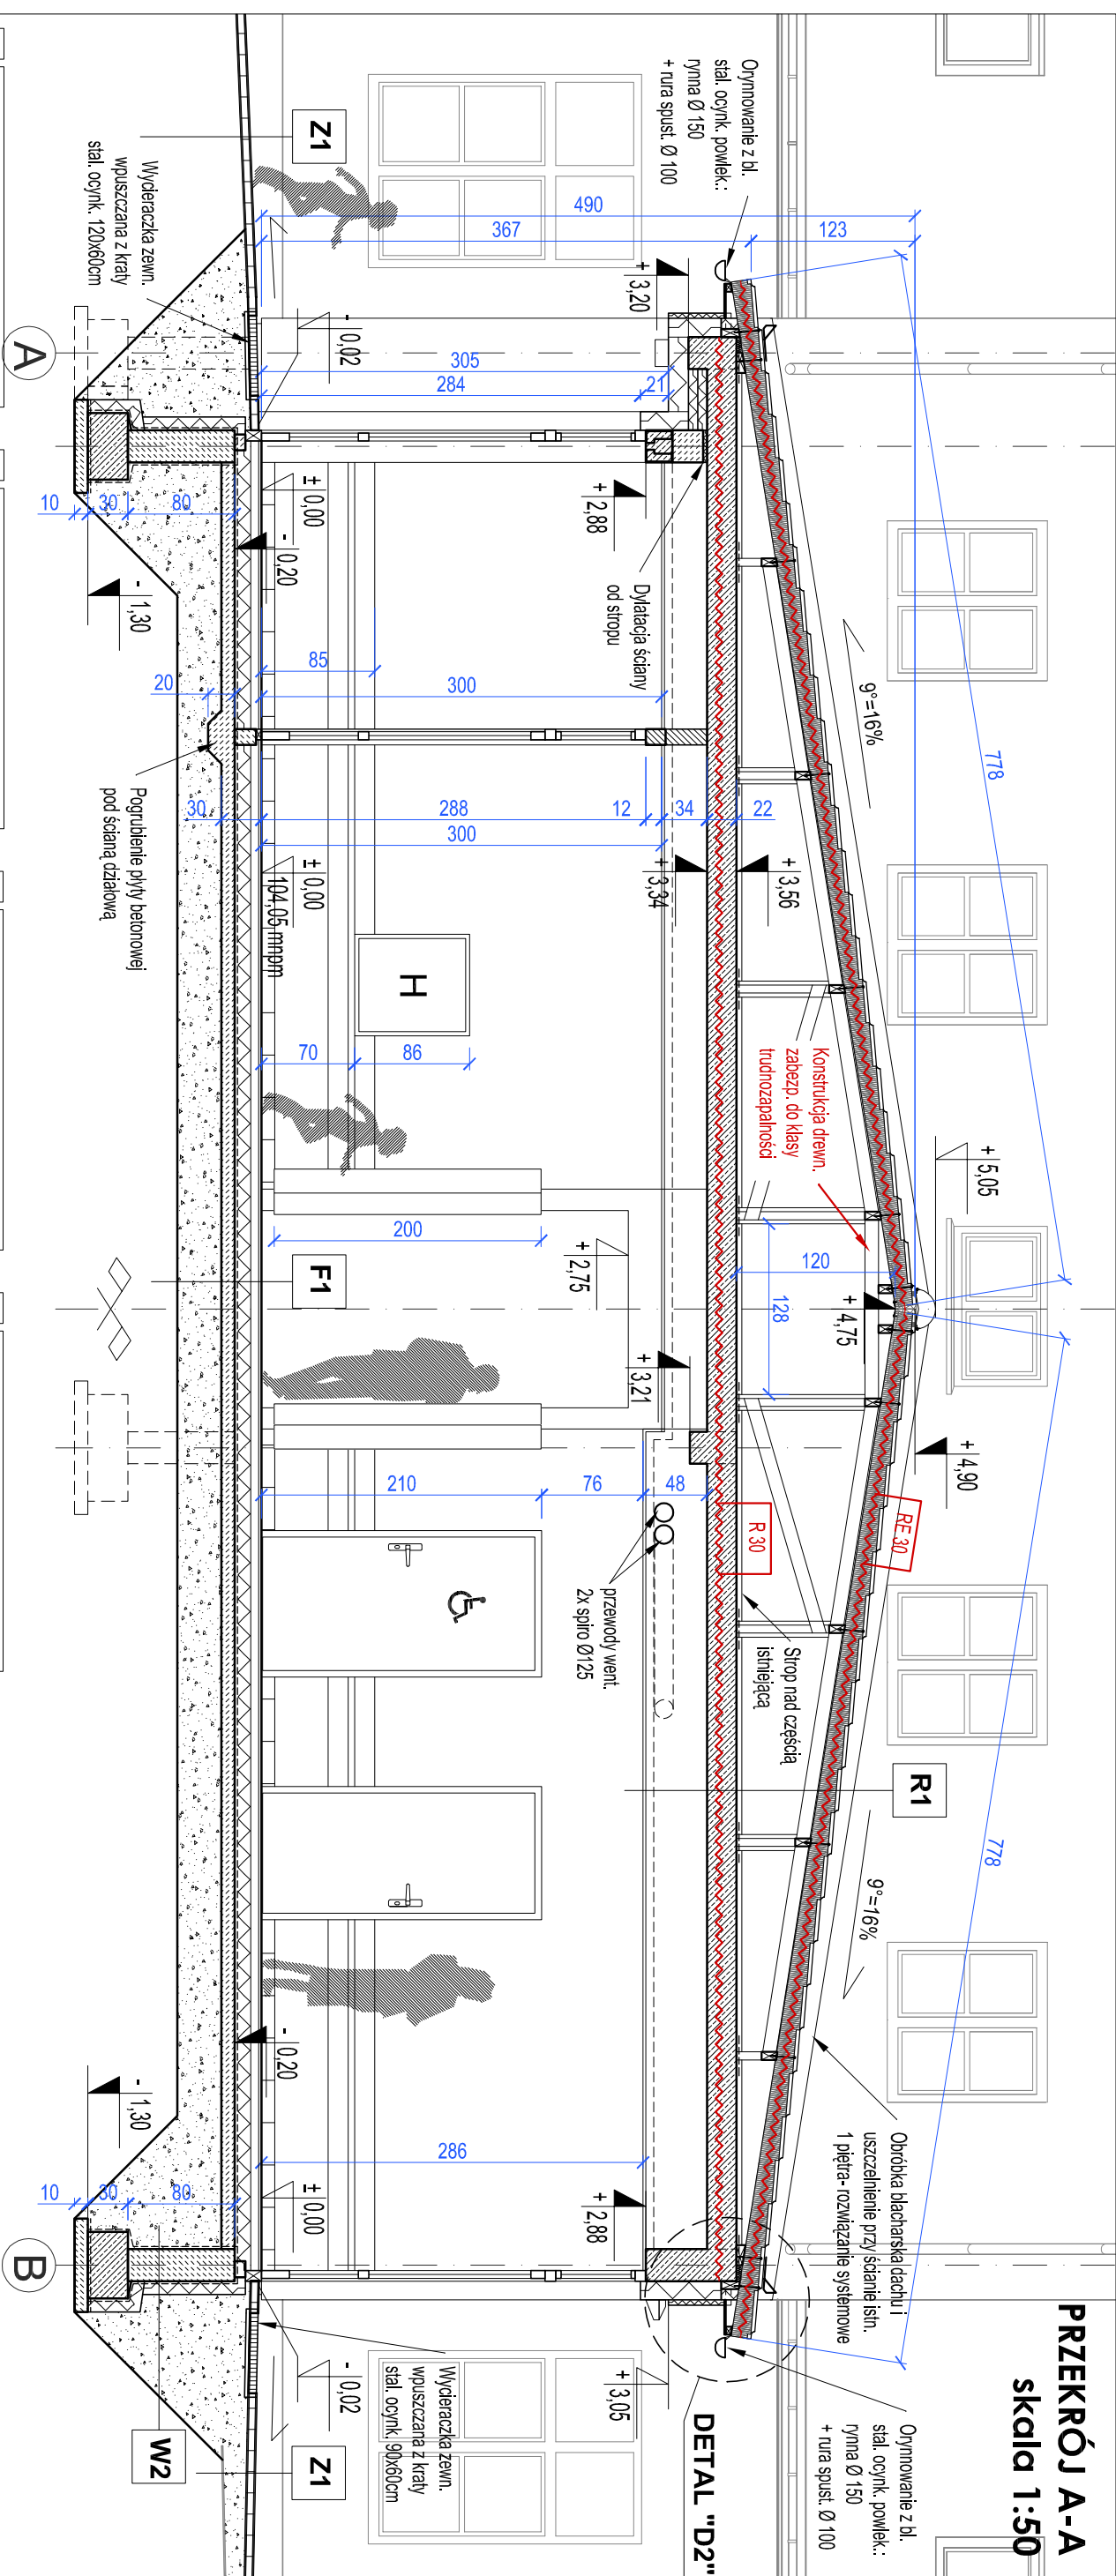 PRZEKRÓJ A-A
skala 1:50
Orynnowanie z bl.
stal. ocynk. powlek.:
rynna Ø 150
+ rura spust. Ø 100
490
367
123
+ 3,20
778
9°=16%
778
9°=16%
+ 5,05
+ 4,90
+ 4,75
RE 30
R 30
R1
Konstrukcja drewn.
zabezp. do klasy
trudnozapalności
120
128
Strop nad częścią
istniejąca
Obróbka blacharska dachu i
uszczelnienie przy ścianie istn.
1 piętra- rozwiązanie systemowe
Orynnowanie z bl.
stal. ocynk. powlek.:
rynna Ø 150
+ rura spust. Ø 100
DETAL "D2"
+ 3,56
+ 3,34
22
34
12
288
300
30
+ 2,88
Dylatacja ściany
od stropu
300
85
305
284
21
- 0,02
± 0,00
- 0,20
± 0,00
104,05 mnpm
H
70
86
200
+ 2,75
+ 3,21
F1
210
76
48
przewody went.
2x spiro Ø125
286
+ 2,88
± 0,00
- 0,20
+ 3,05
- 0,02
Z1
Wycieraczka zewn.
wpuszczana z kraty
stal. ocynk. 120x60cm
10
30
80
- 1,30
20
Pogrubienie płyty betonowej
pod ścianą działową
- 1,30
10
30
80
W2
Z1
Wycieraczka zewn.
wpuszczana z kraty
stal. ocynk. 90x60cm
A
B